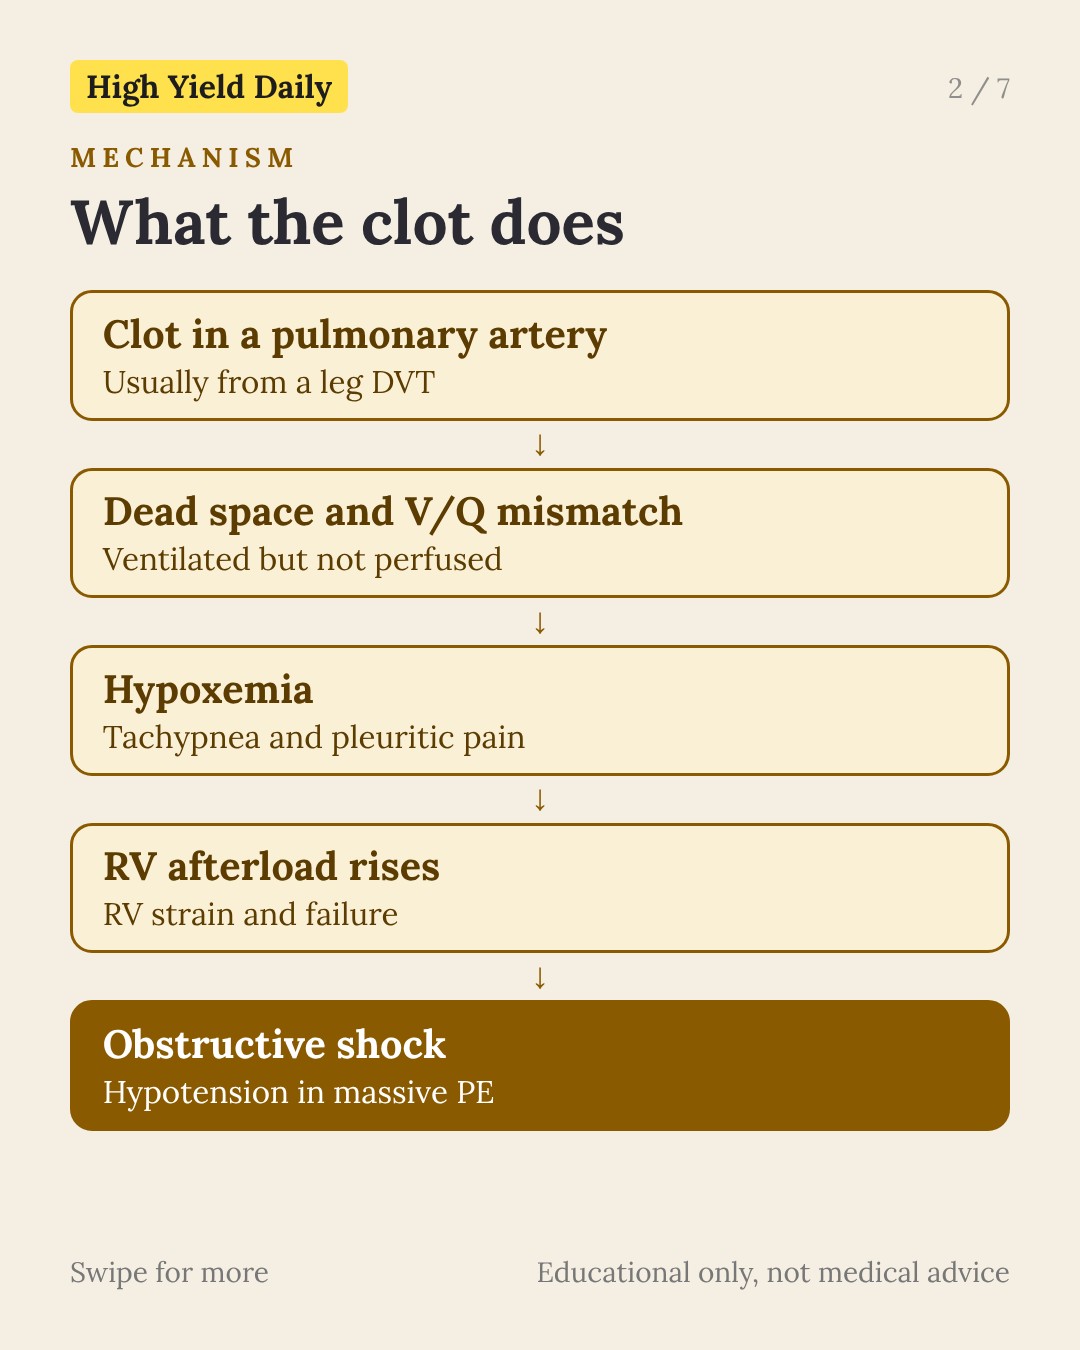 High Yield Daily
2 / 7
MECHANISM
What the clot does
Clot in a pulmonary artery
Usually from a leg DVT
↓
Dead space and V/Q mismatch
Ventilated but not perfused
↓
Hypoxemia
Tachypnea and pleuritic pain
↓
RV afterload rises
RV strain and failure
↓
Obstructive shock
Hypotension in massive PE
Swipe for more
Educational only, not medical advice